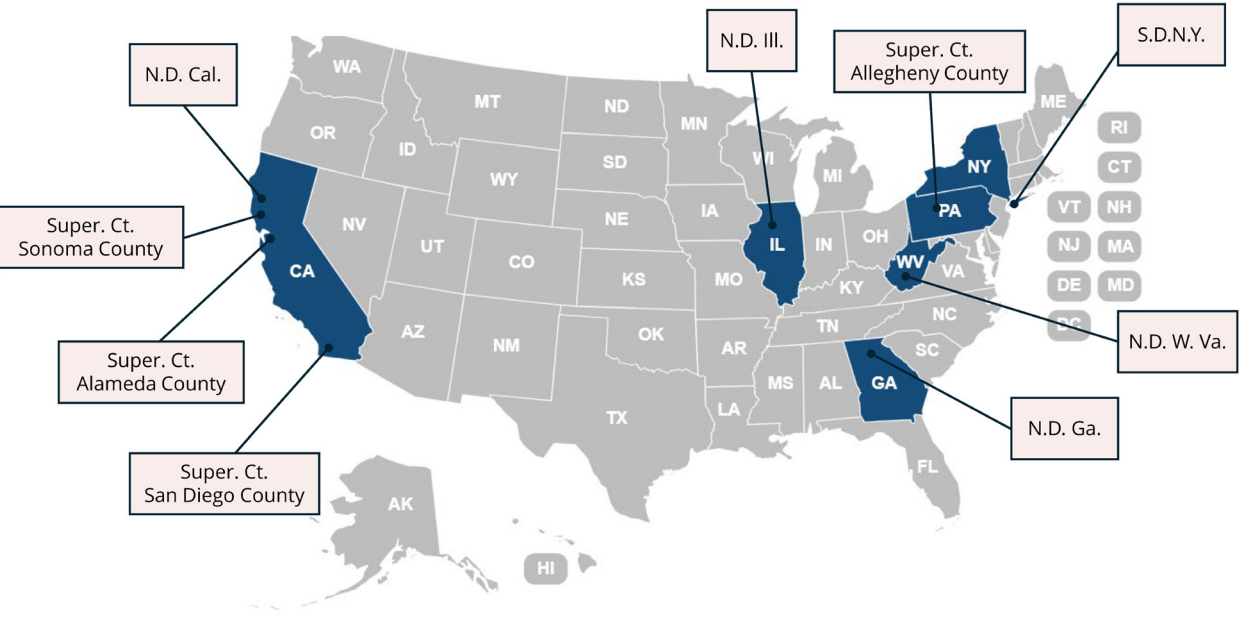 S.D.N.Y.
N.D. Ill.
Super. Ct.
Allegheny County
N.D. Cal.
WA
MT
ND
MN
ME
RI
OR
ID
SD
WI
MI
NY
CT
WY
Super. Ct.
Sonoma County
NV
NE
IA
PA
VT
NH
UT
CO
IL
IN
OH
NJ
MA
CA
KS
MO
WV
VA
KY
DE
MD
AZ
NM
OK
TN
NC
DC
N.D. W. Va.
Super. Ct.
Alameda County
AR
SC
MS
AL
GA
TX
LA
N.D. Ga.
Super. Ct.
San Diego County
FL
AK
HI